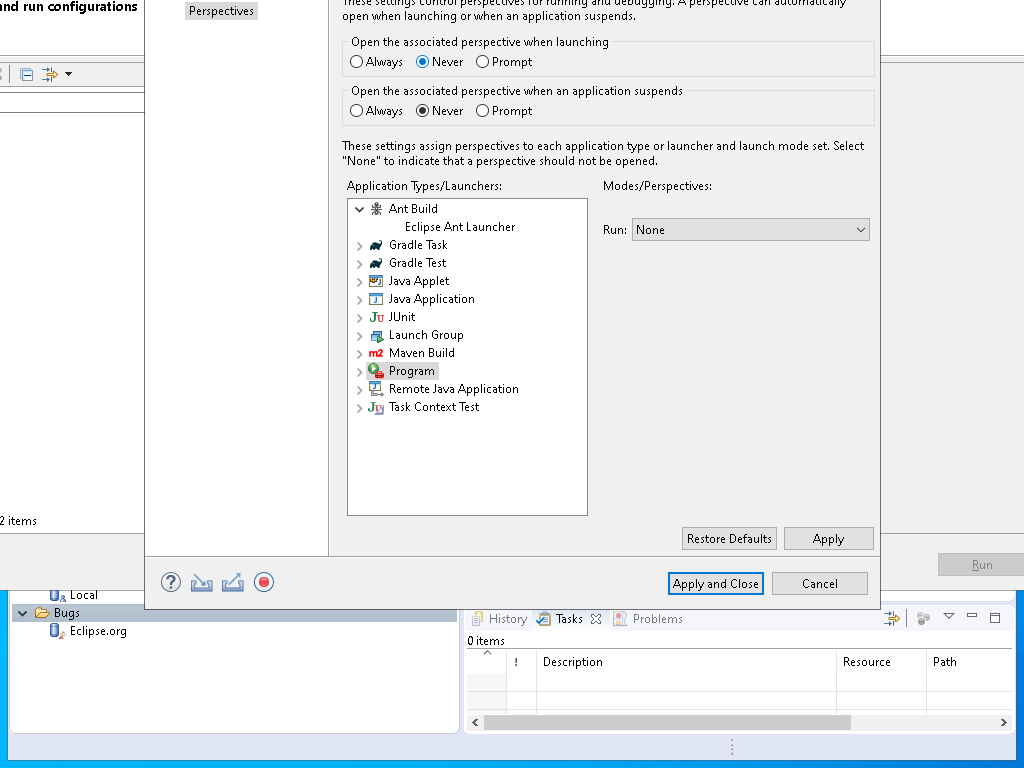 and run configurations
Perspectives
These settings control perspectives for running and debugging. A perspective can automatically
open when launching or when an application suspends.
Open the associated perspective when launching
Always
Never
Prompt
Open the associated perspective when an application suspends
Always
Never
Prompt
These settings assign perspectives to each application type or launcher and launch mode set. Select
"None" to indicate that a perspective should not be opened.
Application Types/Launchers:
Modes/Perspectives:
Ant Build
Eclipse Ant Launcher
Run: None
Gradle Task
Gradle Test
Java Applet
Java Application
Ju JUnit
Launch Group
m2 Maven Build
Program
Remote Java Application
Ju Task Context Test
2 items
Restore Defaults
Apply
Run
Apply and Close
Cancel
Local
Bugs
Eclipse.org
History
Tasks
Problems
0 items
! Description
Resource
Path